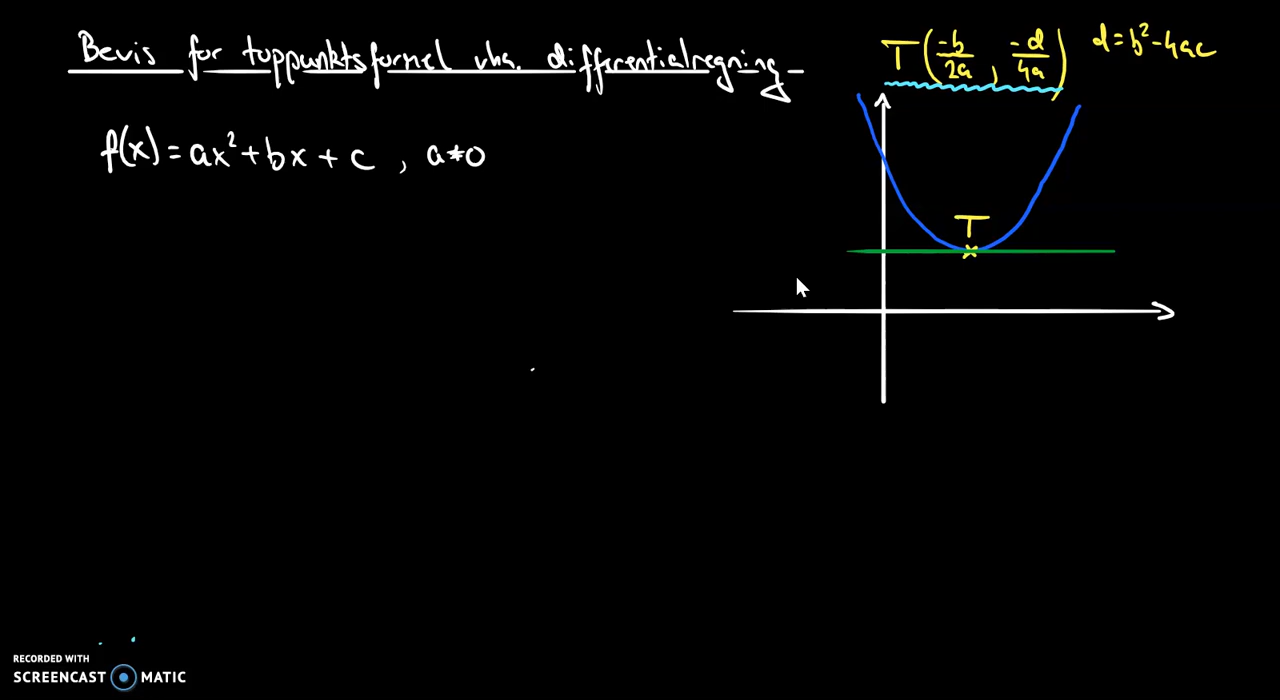 Bevis for toppunktsformel vha. differentialregning
T(-b/2a, -d/4a) d=b²-4ac
f(x)=ax²+bx+c, a≠0
T
RECORDED WITH
SCREENCAST MATIC